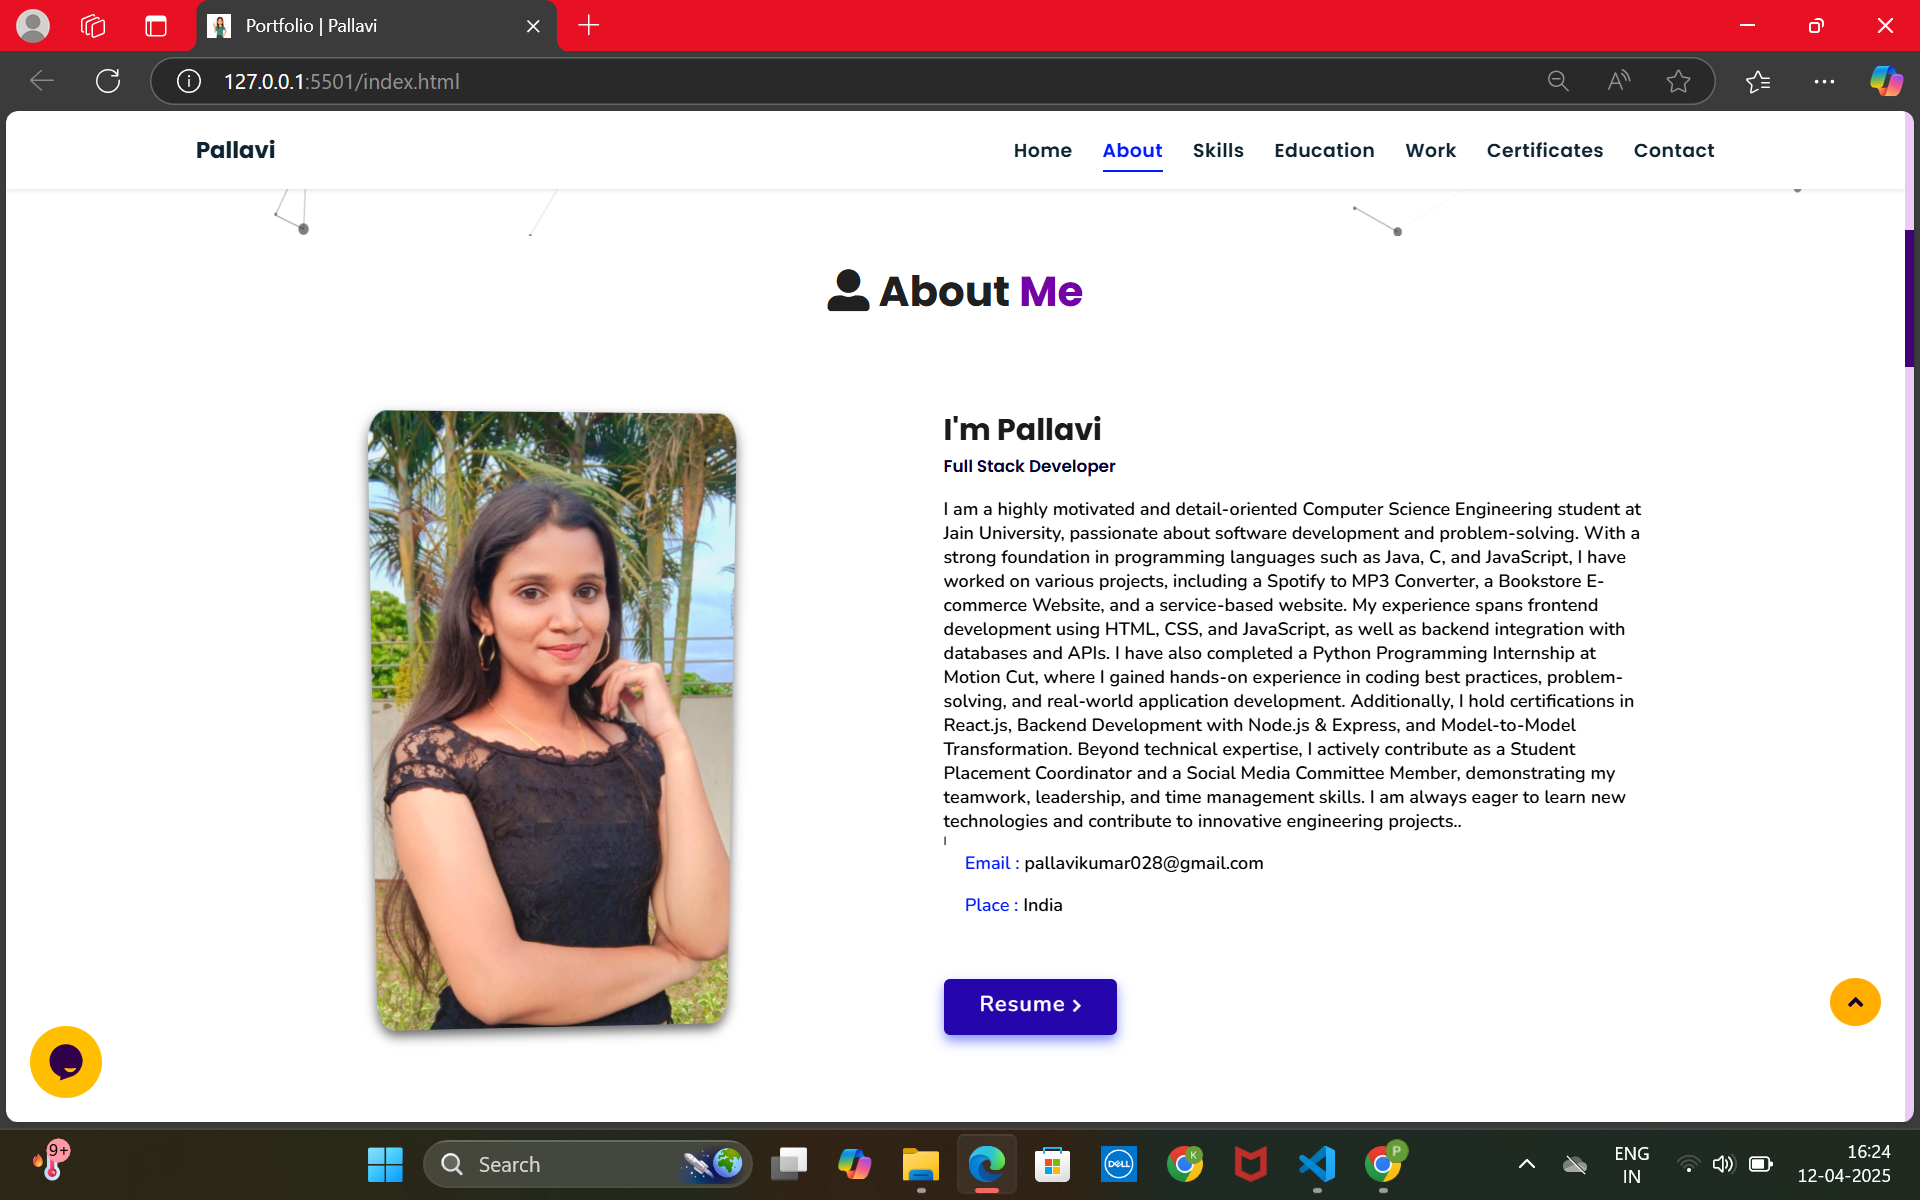 Portfolio | Pallavi
127.0.0.1:5501/index.html
Pallavi
Home About Skills Education Work Certificates Contact
About Me
I'm Pallavi
Full Stack Developer
I am a highly motivated and detail-oriented Computer Science Engineering student at
Jain University, passionate about software development and problem-solving. With a
strong foundation in programming languages such as Java, C, and JavaScript, I have
worked on various projects, including a Spotify to MP3 Converter, a Bookstore E-
commerce Website, and a service-based website. My experience spans frontend
development using HTML, CSS, and JavaScript, as well as backend integration with
databases and APIs. I have also completed a Python Programming Internship at
Motion Cut, where I gained hands-on experience in coding best practices, problem-
solving, and real-world application development. Additionally, I hold certifications in
React.js, Backend Development with Node.js & Express, and Model-to-Model
Transformation. Beyond technical expertise, I actively contribute as a Student
Placement Coordinator and a Social Media Committee Member, demonstrating my
teamwork, leadership, and time management skills. I am always eager to learn new
technologies and contribute to innovative engineering projects..
l
Email : pallavikumar028@gmail.com
Place : India
Resume
9+
Search
DELL
K
P
ENG
IN
16:24
12-04-2025